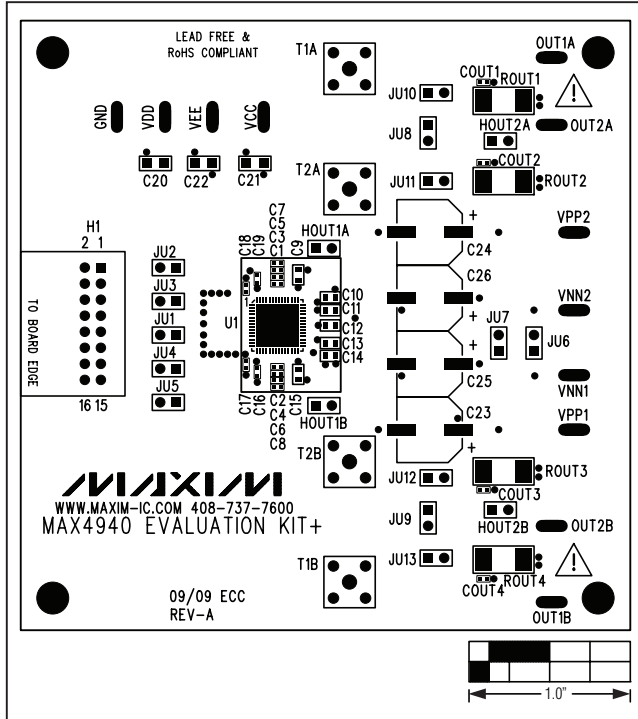 LEAD FREE &
RoHS COMPLIANT
T1A
OUT1A
COUT1
ROUT1
JU10
GND
VDD
VEE
VCC
JU8
HOUT2A
OUT2A
C20
C22
C21
T2A
JU11
COUT2
ROUT2
H1
2 1
JU2
JU3
JU1
JU4
JU5
16 15
TO BOARD EDGE
C18
C19
C7
C5
C3
C1
C9
HOUT1A
1
U1
C10
C11
C12
C13
C14
C17
C16
C2
C4
C6
C8
C15
HOUT1B
+
C24
C26
+
+
C25
C23
+
VPP2
VNN2
JU7
JU6
VNN1
VPP1
T2B
JU12
ROUT3
COUT3
MAXIM
WWW.MAXIM-IC.COM 408-737-7600
MAX4940 EVALUATION KIT+
JU9
HOUT2B
OUT2B
T1B
JU13
ROUT4
COUT4
!
!
OUT1B
09/09 ECC
REV-A
1.0"